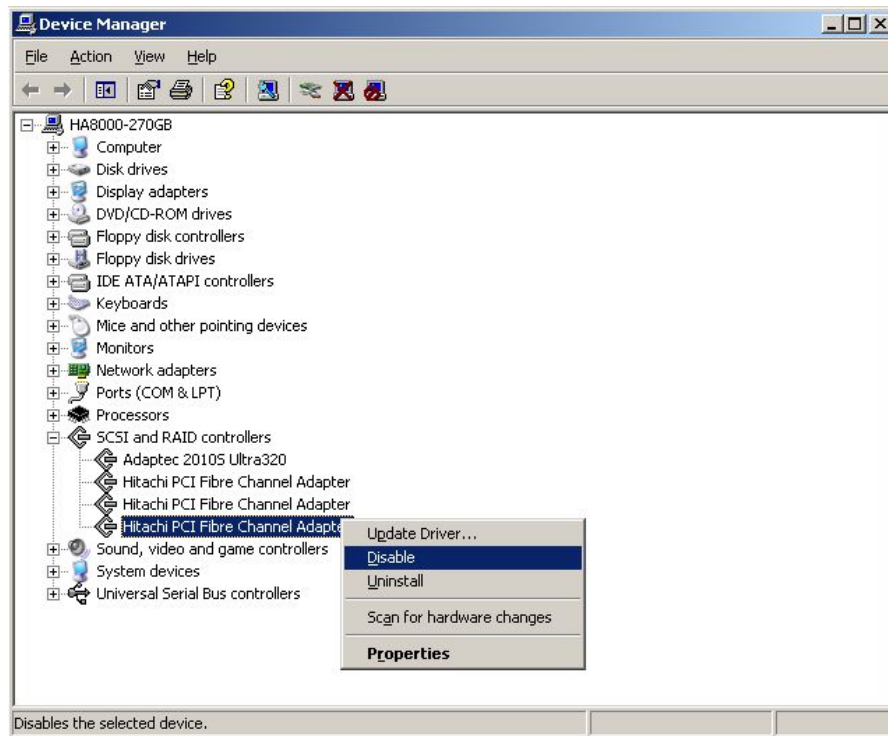 Device Manager
File Action View Help
HA8000-270GB
Computer
Disk drives
Display adapters
DVD/CD-ROM drives
Floppy disk controllers
Floppy disk drives
IDE ATA/ATAPI controllers
Keyboards
Mice and other pointing devices
Monitors
Network adapters
Ports (COM & LPT)
Processors
SCSI and RAID controllers
Adaptec 2010S Ultra320
Hitachi PCI Fibre Channel Adapter
Hitachi PCI Fibre Channel Adapter
Hitachi PCI Fibre Channel Adapte
Sound, video and game controllers
System devices
Universal Serial Bus controllers
Update Driver...
Disable
Uninstall
Scan for hardware changes
Properties
Disables the selected device.